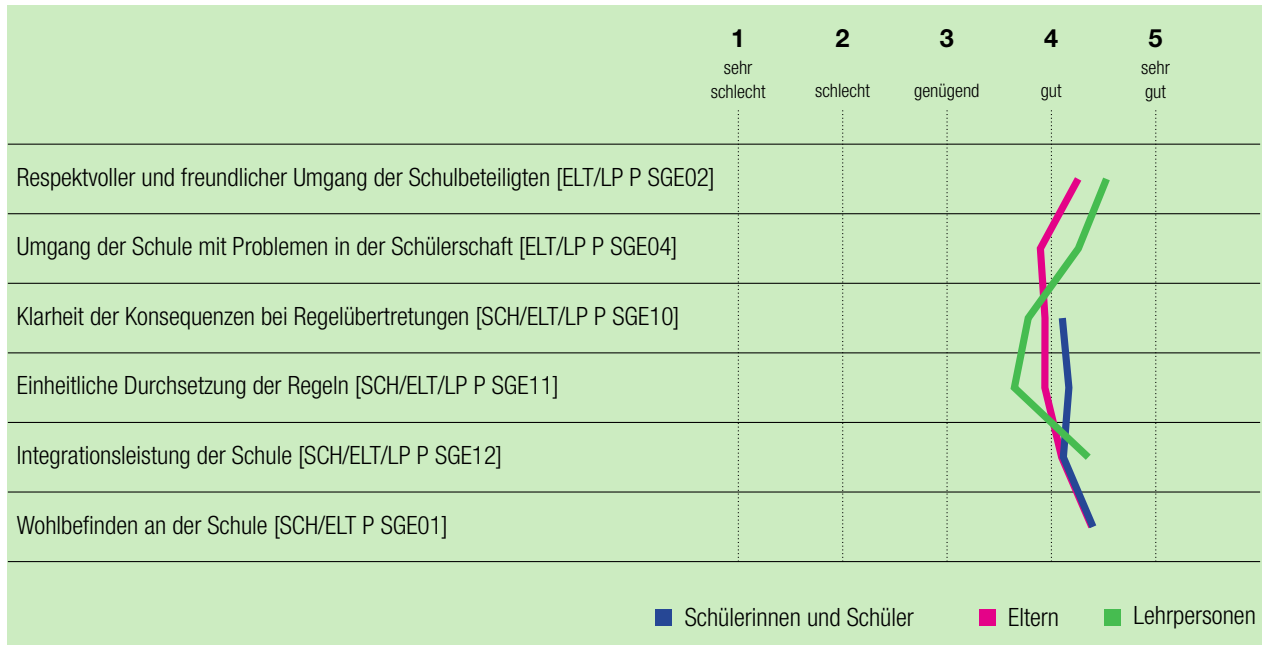 1 2 3 4 5
sehr schlecht schlecht genügend gut sehr gut
Respektvoller und freundlicher Umgang der Schulbeteiligten [ELT/LP P SGE02]
Umgang der Schule mit Problemen in der Schülerschaft [ELT/LP P SGE04]
Klarheit der Konsequenzen bei Regelübertretungen [SCH/ELT/LP P SGE10]
Einheitliche Durchsetzung der Regeln [SCH/ELT/LP P SGE11]
Integrationsleistung der Schule [SCH/ELT/LP P SGE12]
Wohlbefinden an der Schule [SCH/ELT P SGE01]
Schülerinnen und Schüler Eltern Lehrpersonen